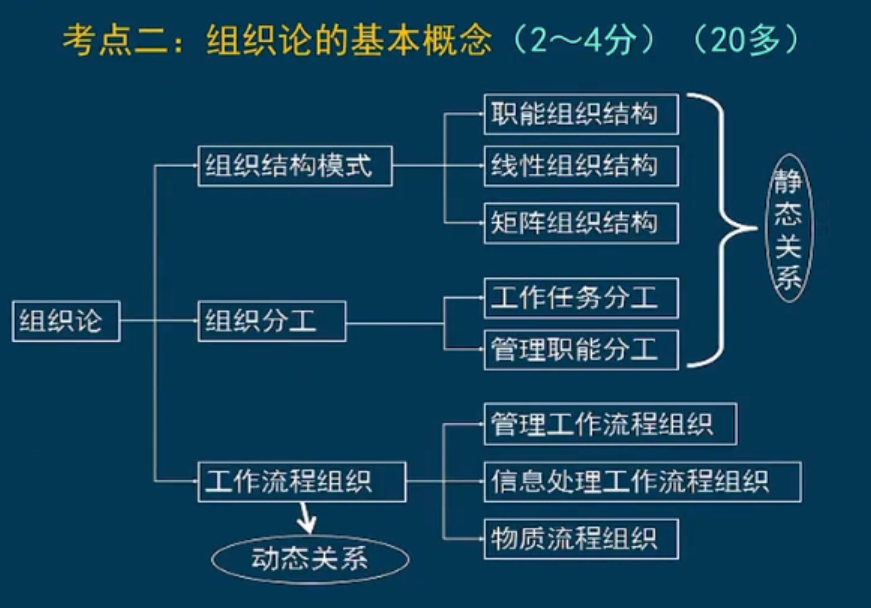 考点二：组织论的基本概念（2～4分）（20多）
职能组织结构
组织结构模式
线性组织结构
矩阵组织结构
静态关系
组织论
组织分工
工作任务分工
管理职能分工
管理工作流程组织
工作流程组织
信息处理工作流程组织
物质流程组织
动态关系